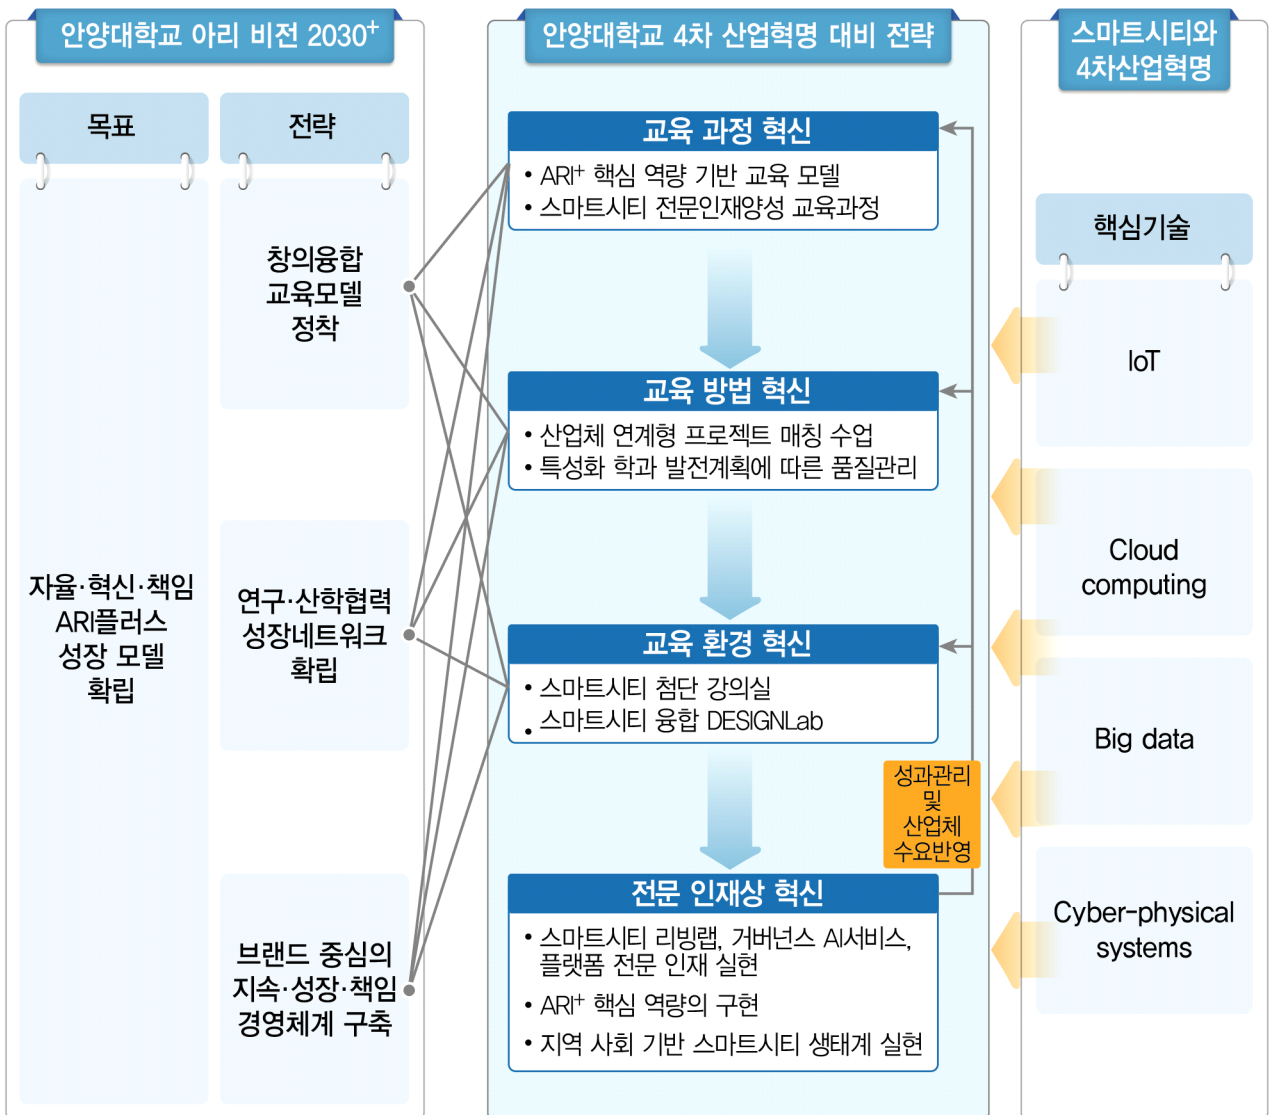 안양대학교 아리 비전 2030+
목표
전략
자율·혁신·책임
ARI플러스
성장 모델
확립
창의융합
교육모델
정착
연구·산학협력
성장네트워크
확립
브랜드 중심의
지속·성장·책임
경영체계 구축
안양대학교 4차 산업혁명 대비 전략
교육 과정 혁신
• ARI+ 핵심 역량 기반 교육 모델
• 스마트시티 전문인재양성 교육과정
교육 방법 혁신
• 산업체 연계형 프로젝트 매칭 수업
• 특성화 학과 발전계획에 따른 품질관리
교육 환경 혁신
• 스마트시티 첨단 강의실
• 스마트시티 융합 DESIGNLab
성과관리
및
산업체
수요반영
전문 인재상 혁신
• 스마트시티 리빙랩, 거버넌스 AI서비스,
플랫폼 전문 인재 실현
• ARI+ 핵심 역량의 구현
• 지역 사회 기반 스마트시티 생태계 실현
스마트시티와
4차산업혁명
핵심기술
IoT
Cloud
computing
Big data
Cyber-physical
systems